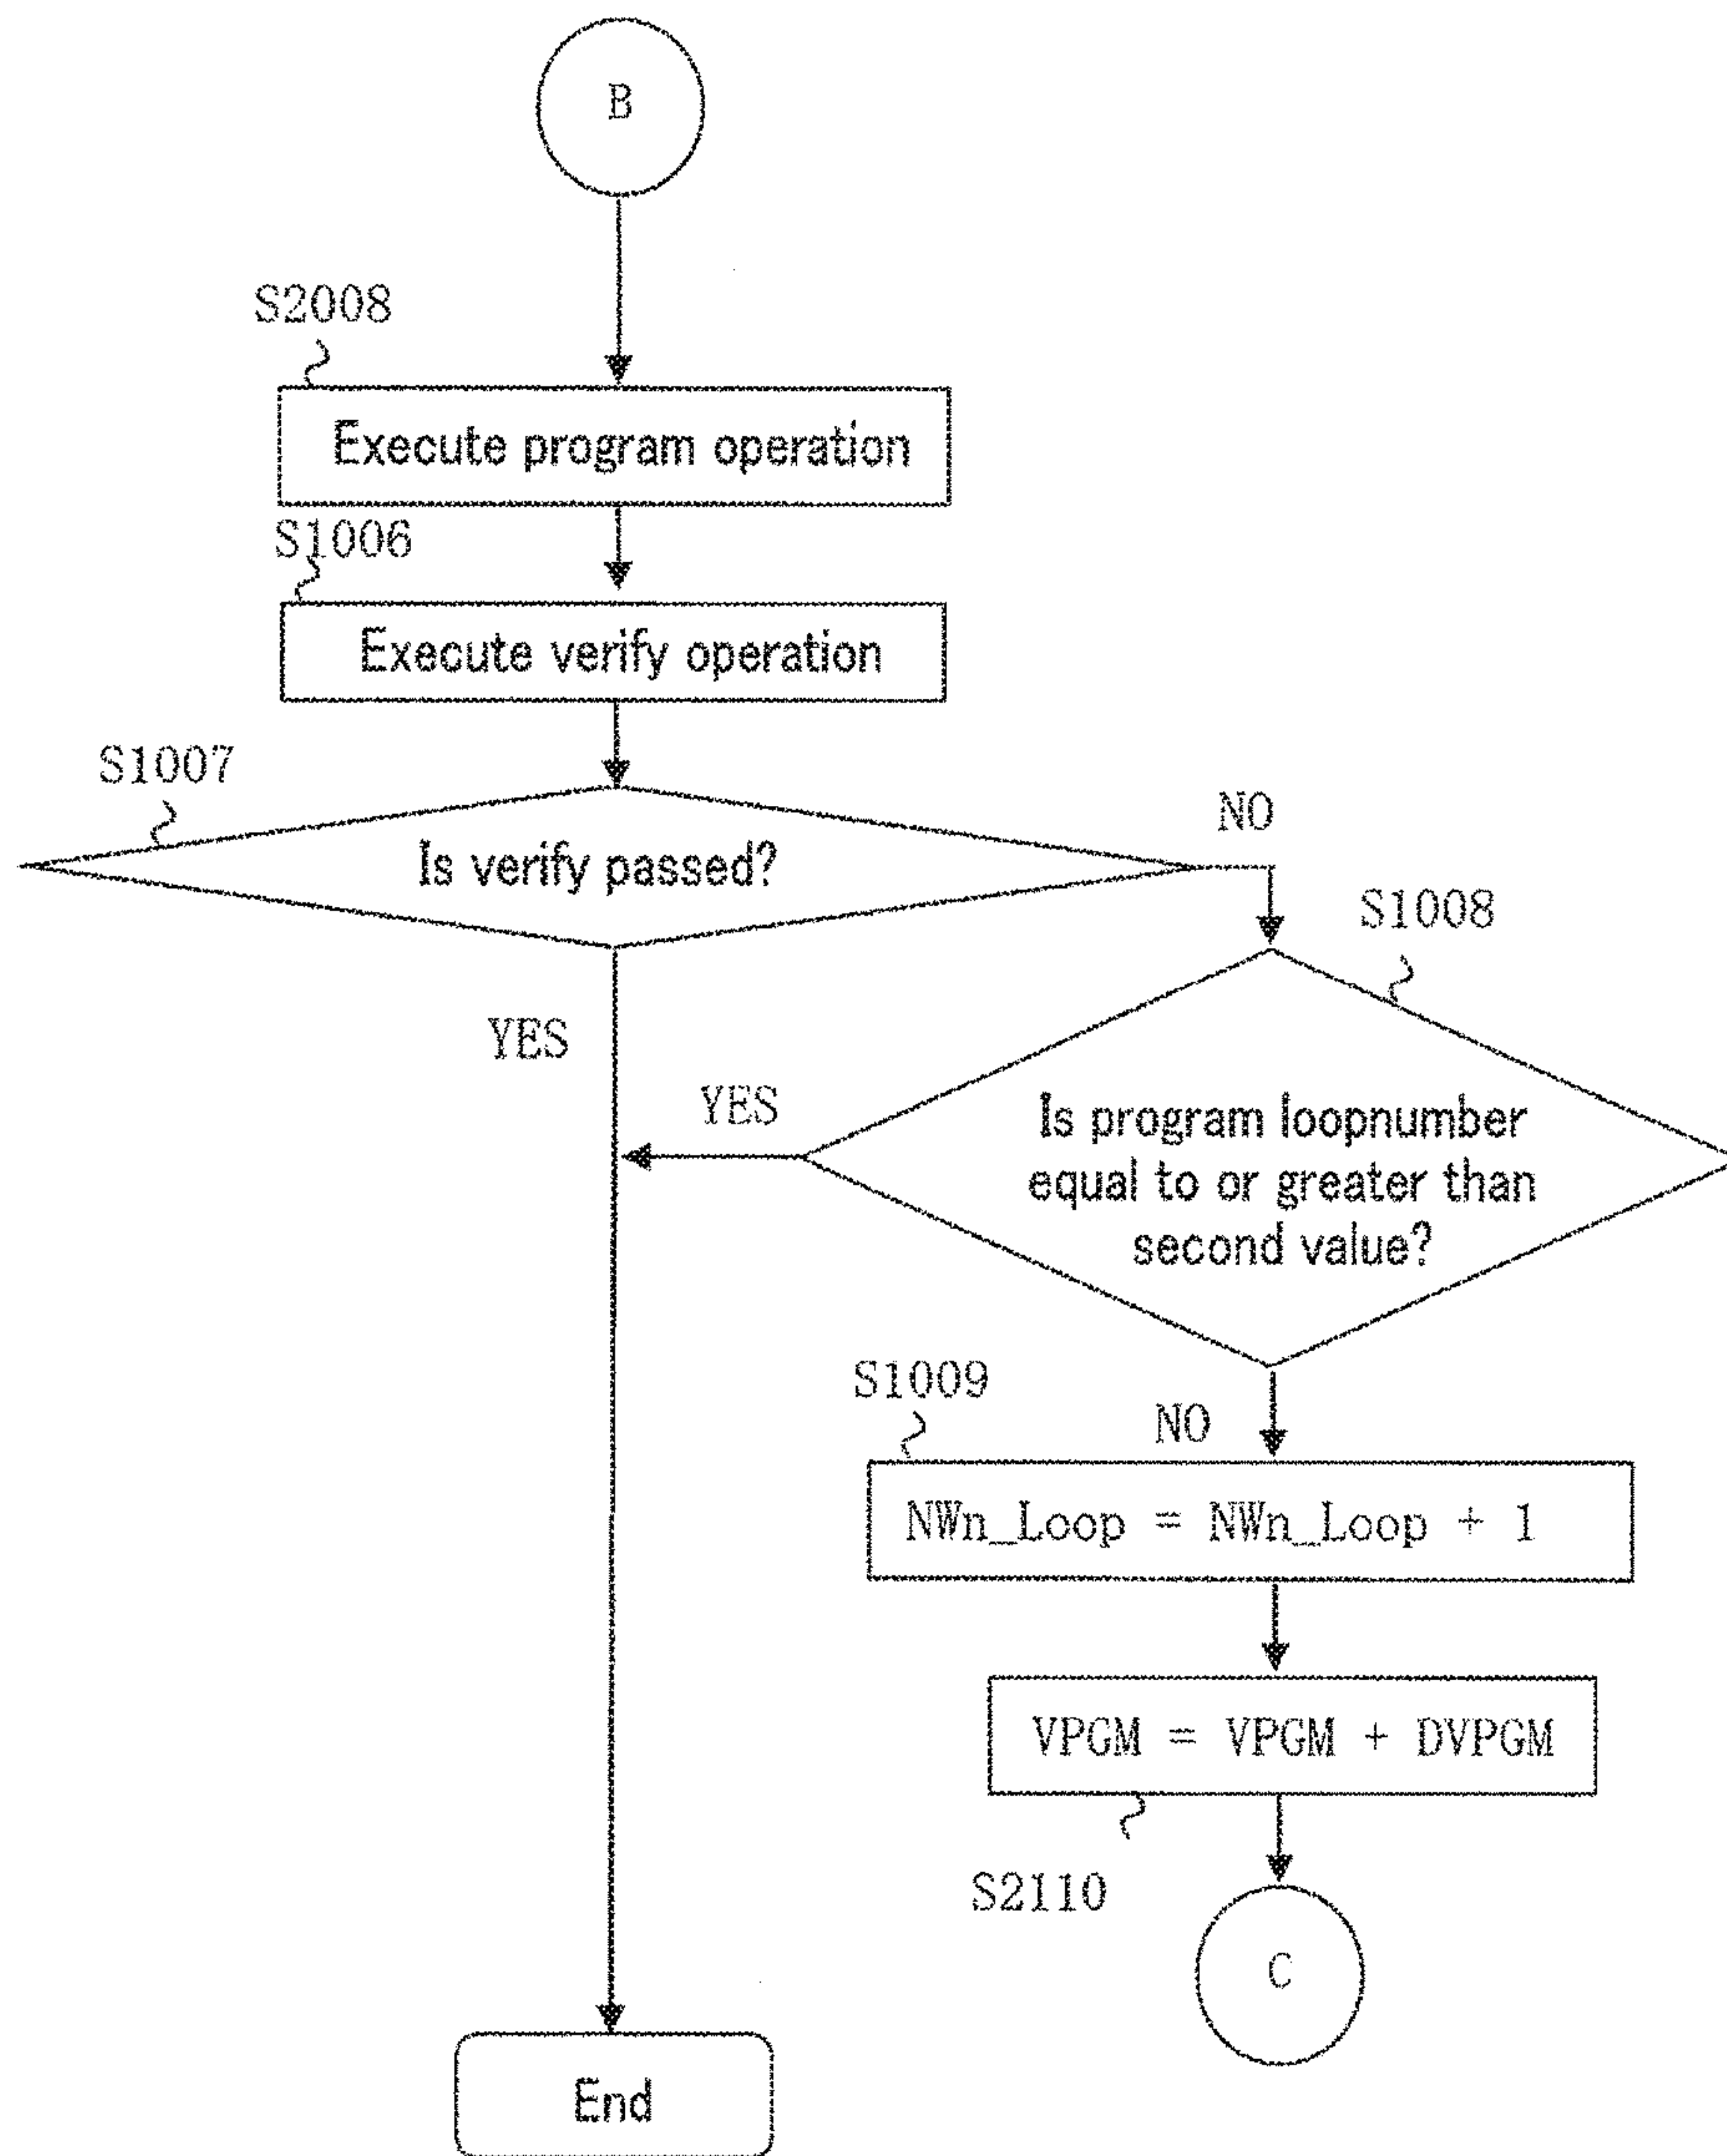 B
S2008
Execute program operation
S1006
Execute verify operation
S1007
Is verify passed?
NO
S1008
YES
YES
Is program loopnumber
equal to or greater than
second value?
S1009
NO
NWn_Loop = NWn_Loop + 1
VPGM = VPGM + DVPGM
S2110
C
End